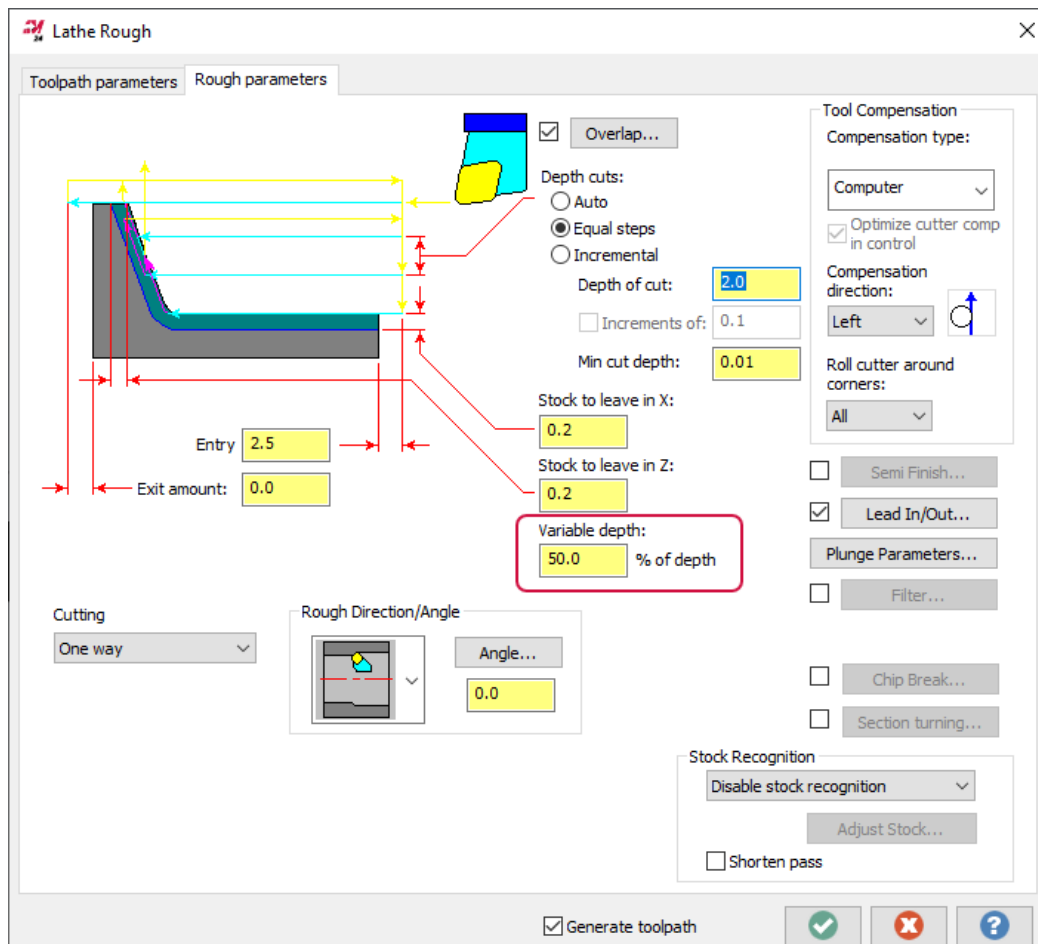 Lathe Rough
Toolpath parameters
Rough parameters
Overlap...
Depth cuts:
Auto
Equal steps
Incremental
Depth of cut:
2.0
Increments of:
0.1
Min cut depth:
0.01
Stock to leave in X:
0.2
Stock to leave in Z:
0.2
Variable depth:
50.0
% of depth
Entry
2.5
Exit amount:
0.0
Tool Compensation
Compensation type:
Computer
Optimize cutter comp
in control
Compensation
direction:
Left
Roll cutter around
corners:
All
Semi Finish...
Lead In/Out...
Plunge Parameters...
Filter...
Cutting
One way
Rough Direction/Angle
Angle...
0.0
Chip Break...
Section turning...
Stock Recognition
Disable stock recognition
Adjust Stock...
Shorten pass
Generate toolpath